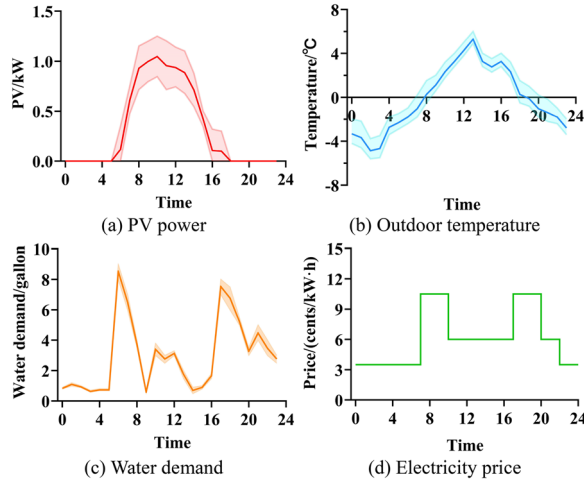 PV/kW
1.5
1.0
0.5
0.0
0 4 8 12 16 20 24
Time
(a) PV power
Temperature/℃
8
4
0
-4
-8
0 4 8 12 16 20 24
Time
(b) Outdoor temperature
Water demand/gallon
10
8
6
4
2
0
0 4 8 12 16 20 24
Time
(c) Water demand
Price/(cents/kW·h)
15
12
9
6
3
0
0 4 8 12 16 20 24
Time
(d) Electricity price